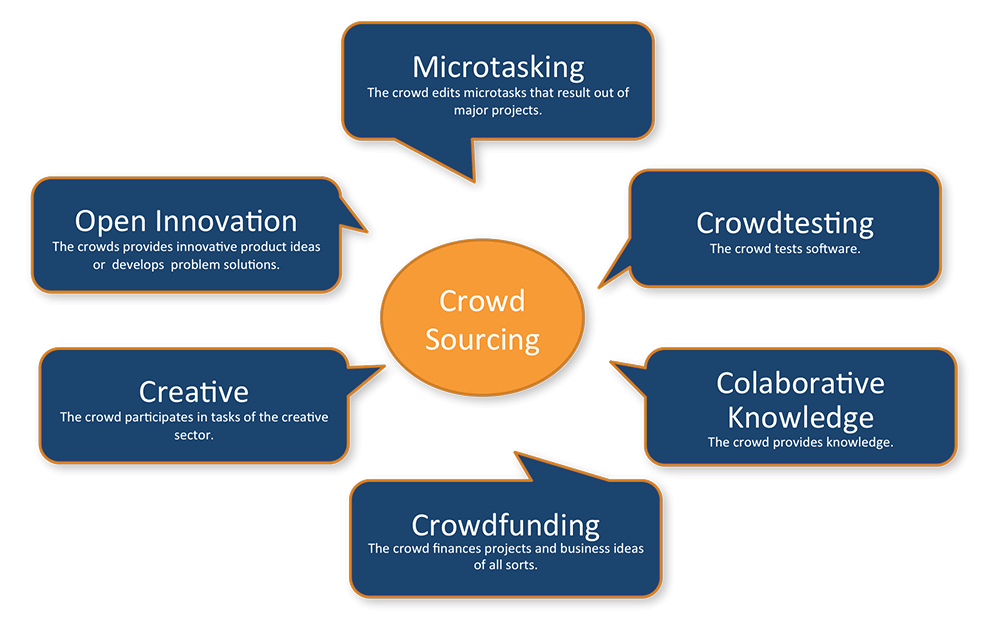 Microtasking
The crowd edits microtasks that result out of
major projects.
Open Innovation
The crowds provides innovative product ideas
or develops problem solutions.
Crowdtesting
The crowd tests software.
Crowd
Sourcing
Creative
The crowd participates in tasks of the creative
sector.
Colaborative
Knowledge
The crowd provides knowledge.
Crowdfunding
The crowd finances projects and business ideas
of all sorts.